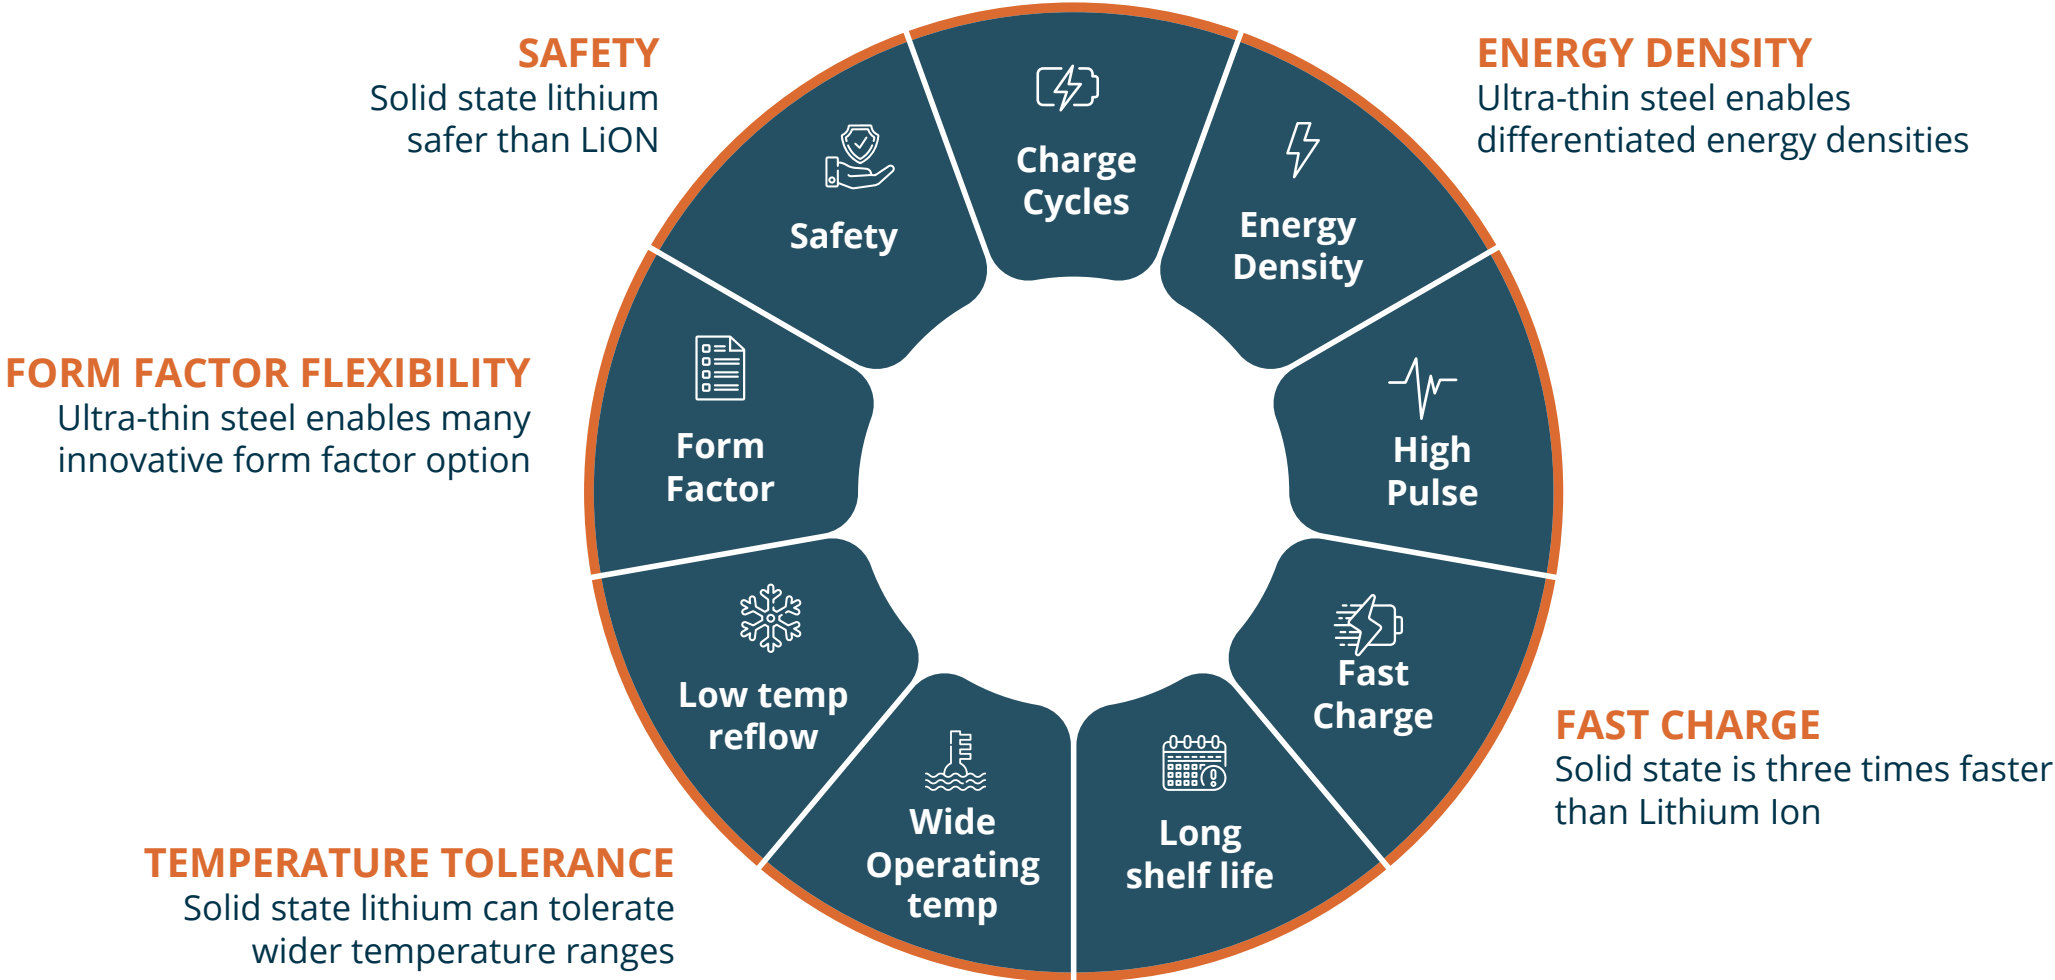 SAFETY
Solid state lithium
safer than LiON
ENERGY DENSITY
Ultra-thin steel enables
differentiated energy densities
FORM FACTOR FLEXIBILITY
Ultra-thin steel enables many
innovative form factor option
FAST CHARGE
Solid state is three times faster
than Lithium Ion
TEMPERATURE TOLERANCE
Solid state lithium can tolerate
wider temperature ranges
Charge
Cycles
Energy
Density
High
Pulse
Fast
Charge
Long
shelf life
Wide
Operating
temp
Low temp
reflow
Form
Factor
Safety